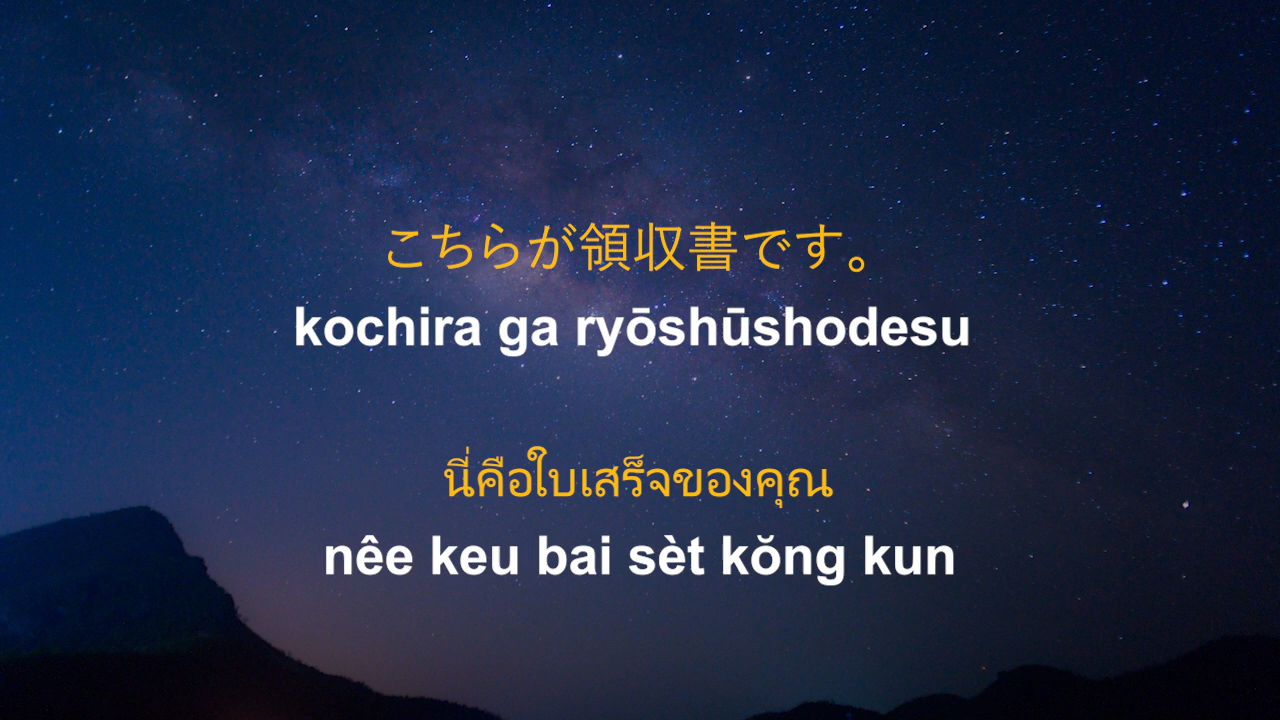 こちらが領収書です。
kochira ga ryōshūshodesu
นี่คือใบเสร็จของคุณ
nêe keu bai sèt kŏng kun